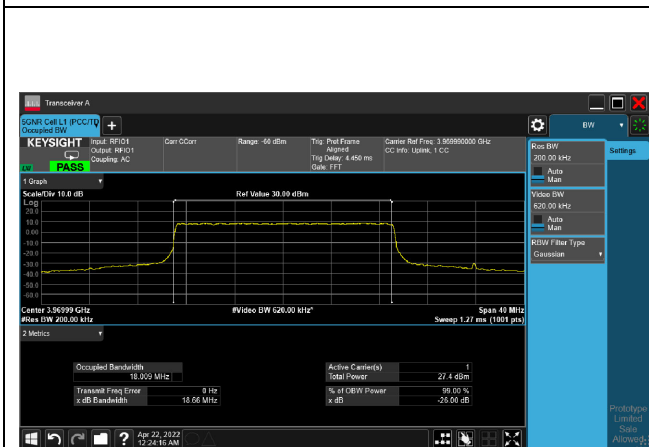 Transceiver A
5GNR Cell L1 (PCC/TD
Occupied BW
BW
KEYSIGHT
PASS
Input: RFIO1
Output: RFIO1
Coupling: AC
Carr CCorr
Range: -60 dBm
Trig: Pret Frame
Aligned
Trig Delay: 4.450 ms
Gate: FFT
Carrier Ref Freq: 3.969990000 GHz
CC Info: Uplink, 1 CC
Res BW
200.00 kHz
Auto
Man
Settings
Video BW
620.00 kHz
Auto
Man
RBW Filter Type
Gaussian
1 Graph
Scale/Div 10.0 dB
Ref Value 30.00 dBm
Log
20.0
10.0
0.00
-10.0
-20.0
-30.0
-40.0
-50.0
-60.0
Center 3.96999 GHz
#Video BW 620.00 kHz*
Span 40 MHz
#Res BW 200.00 kHz
Sweep 1.27 ms (1001 pts)
2 Metrics
Occupied Bandwidth
18.009 MHz
Active Carrier(s) 1
Total Power 27.4 dBm
Transmit Freq Error 0 Hz
% of OBW Power 99.00 %
x dB Bandwidth 18.66 MHz
x dB -26.00 dB
Prototype
Limited
Sale
Allowed
Apr 22, 2022
12:24:16 AM